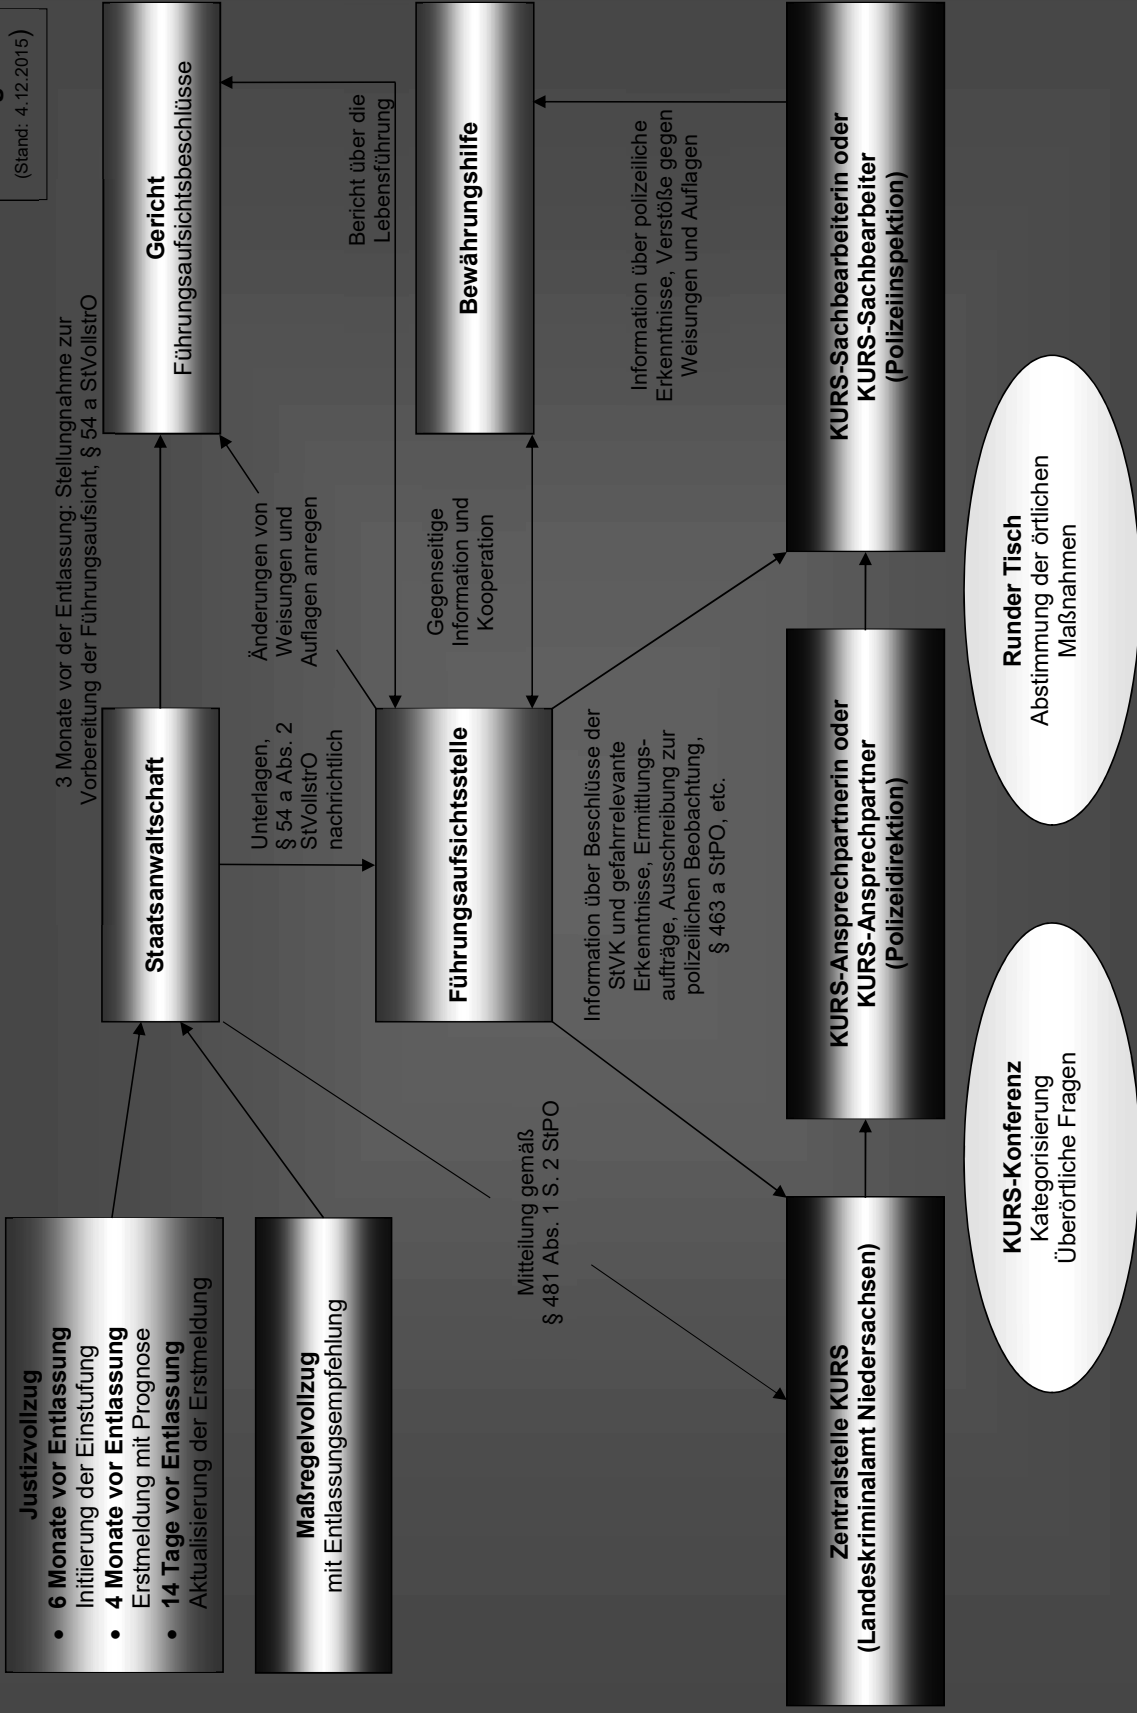 (Stand: 4.12.2015)
Justizvollzug
• 6 Monate vor Entlassung
Initiierung der Einstufung
• 4 Monate vor Entlassung
Erstmeldung mit Prognose
• 14 Tage vor Entlassung
Aktualisierung der Erstmeldung
3 Monate vor der Entlassung: Stellungnahme zur
Vorbereitung der Führungsaufsicht, § 54 a StVollstrO
Staatsanwaltschaft
Gericht
Führungsaufsichtsbeschlüsse
Maßregelvollzug
mit Entlassungsempfehlung
Unterlagen,
§ 54 a Abs. 2
StVollstrO
nachrichtlich
Änderungen von
Weisungen und
Auflagen anregen
Bericht über die
Lebensführung
Führungsaufsichtsstelle
Gegenseitige
Information und
Kooperation
Bewährungshilfe
Mitteilung gemäß
§ 481 Abs. 1 S. 2 StPO
Information über Beschlüsse der
StVK und gefahrrelevante
Erkenntnisse, Ermittlungs-
aufträge, Ausschreibung zur
polizeilichen Beobachtung,
§ 463 a StPO, etc.
Information über polizeiliche
Erkenntnisse, Verstöße gegen
Weisungen und Auflagen
Zentralstelle KURS
(Landeskriminalamt Niedersachsen)
KURS-Ansprechpartnerin oder
KURS-Ansprechpartner
(Polizeidirektion)
KURS-Sachbearbeiterin oder
KURS-Sachbearbeiter
(Polizeiinspektion)
KURS-Konferenz
Kategorisierung
Überörtliche Fragen
Runder Tisch
Abstimmung der örtlichen
Maßnahmen